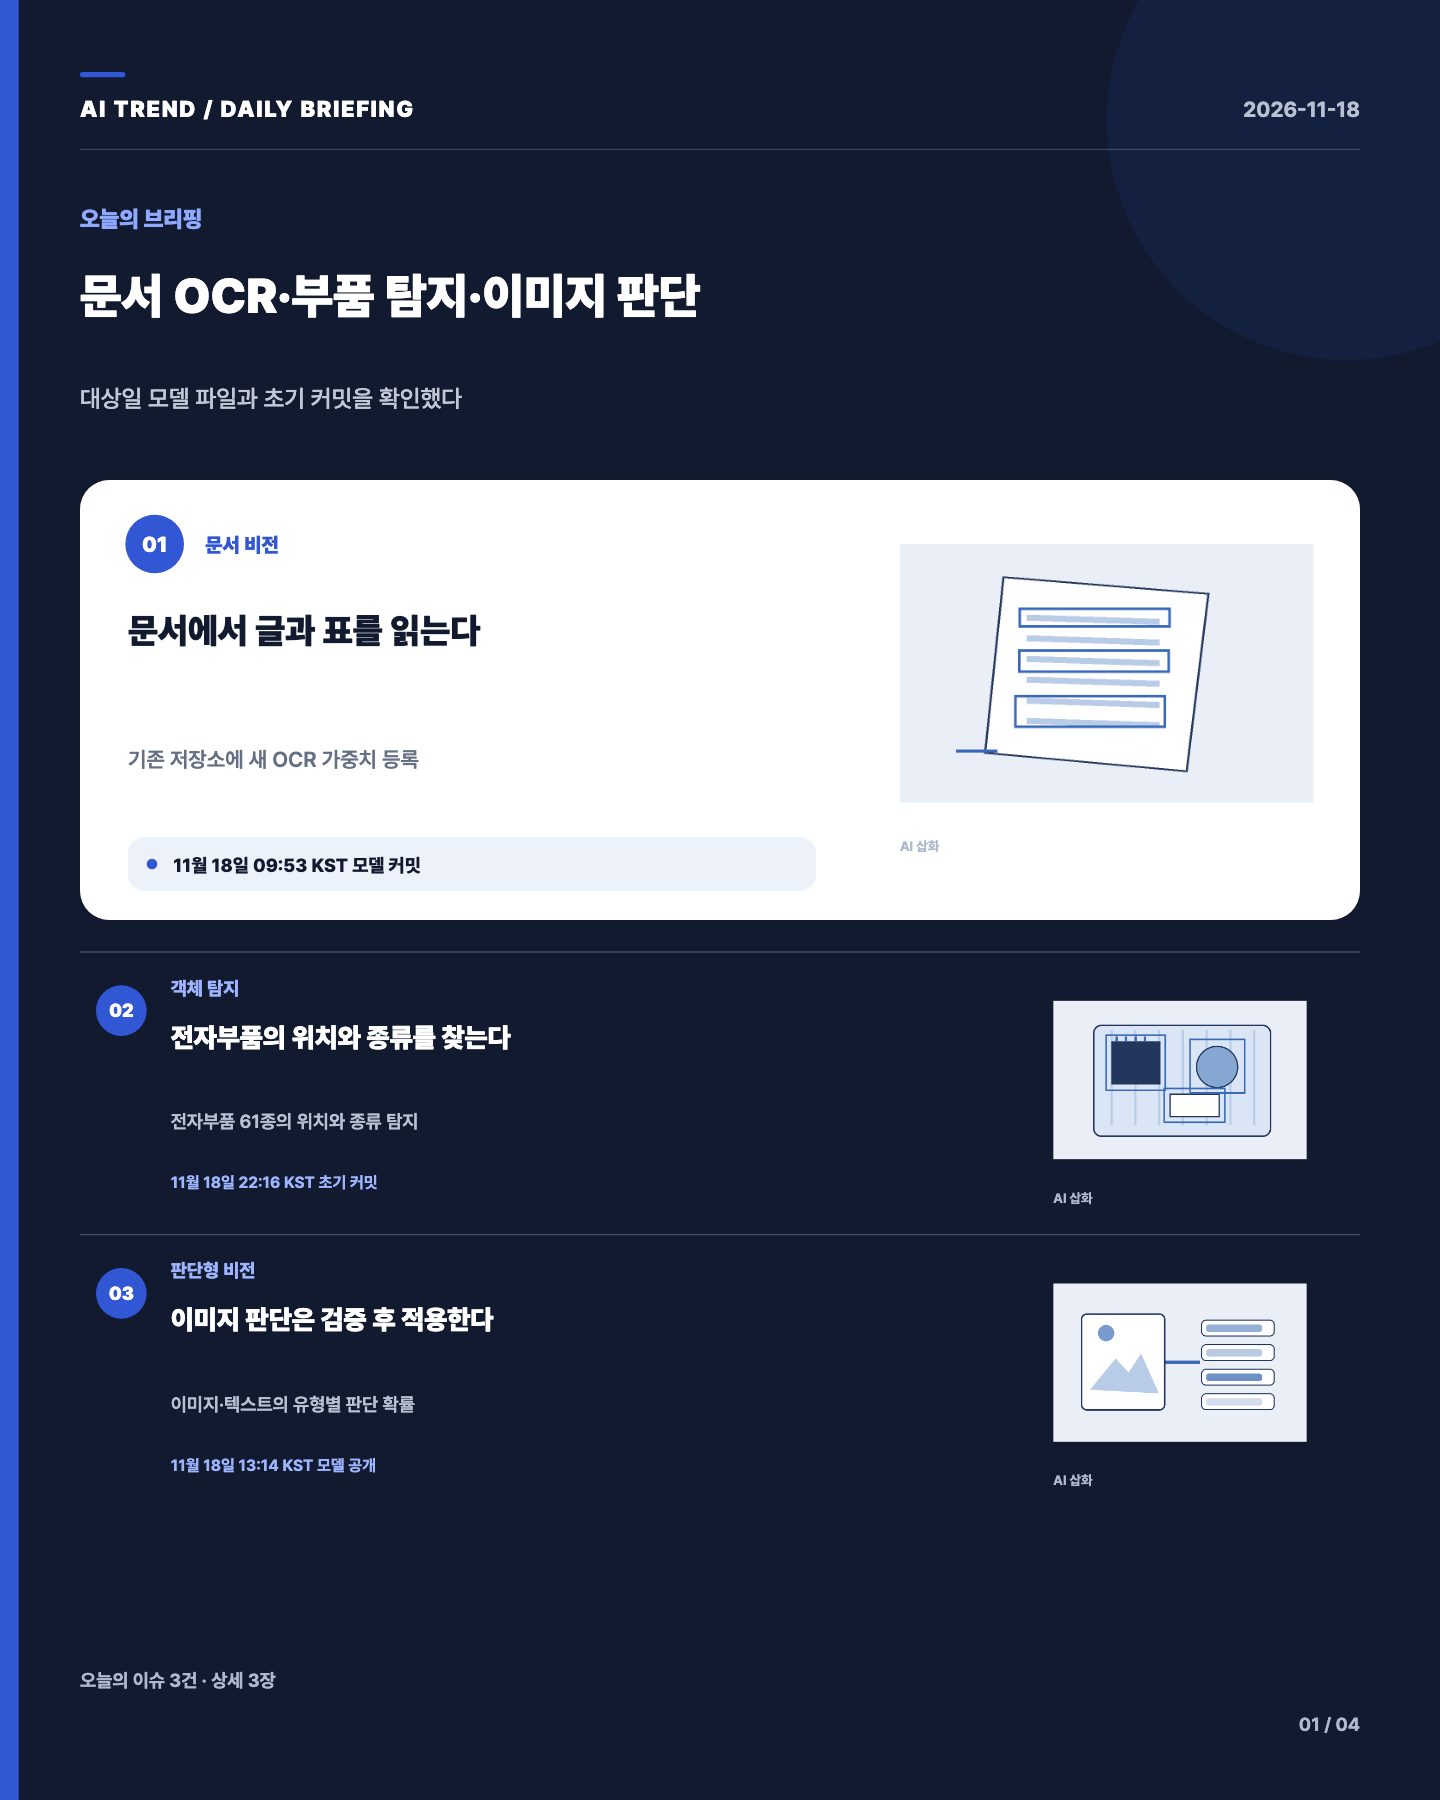 AI TREND / DAILY BRIEFING
2026-11-18
오늘의 브리핑
문서 OCR·부품 탐지·이미지 판단
대상일 모델 파일과 초기 커밋을 확인했다
01
문서 비전
문서에서 글과 표를 읽는다
기존 저장소에 새 OCR 가중치 등록
11월 18일 09:53 KST 모델 커밋
AI 삽화
02
객체 탐지
전자부품의 위치와 종류를 찾는다
전자부품 61종의 위치와 종류 탐지
11월 18일 22:16 KST 초기 커밋
AI 삽화
03
판단형 비전
이미지 판단은 검증 후 적용한다
이미지·텍스트의 유형별 판단 확률
11월 18일 13:14 KST 모델 공개
AI 삽화
오늘의 이슈 3건 · 상세 3장
01 / 04